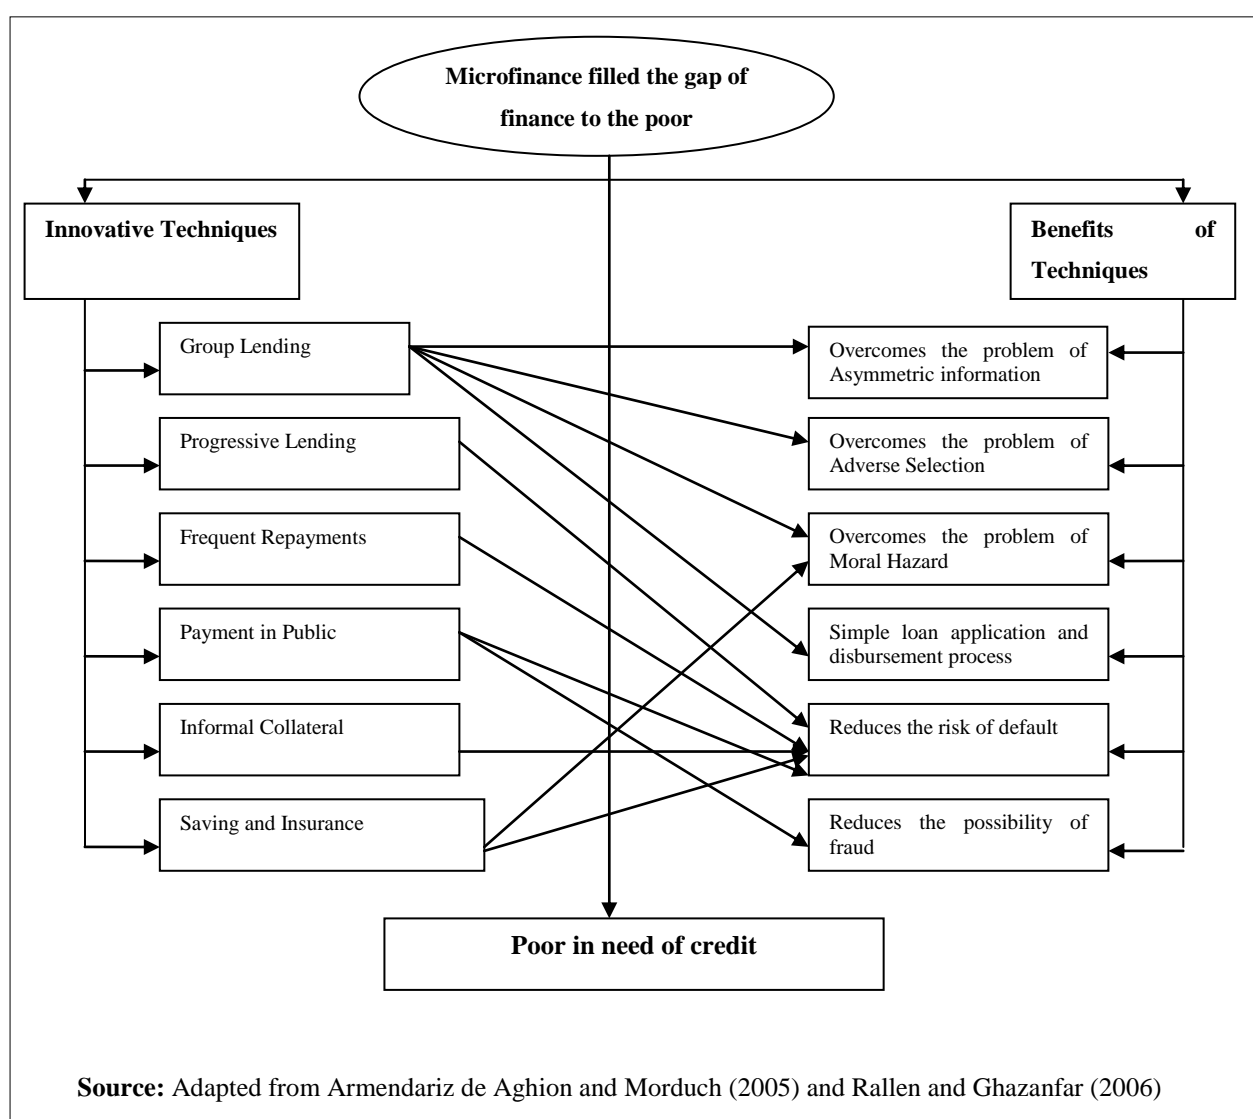 Microfinance filled the gap of
finance to the poor
Innovative Techniques
Benefits of
Techniques
Group Lending
Overcomes the problem of
Asymmetric information
Progressive Lending
Overcomes the problem of
Adverse Selection
Frequent Repayments
Overcomes the problem of
Moral Hazard
Payment in Public
Simple loan application and
disbursement process
Informal Collateral
Reduces the risk of default
Saving and Insurance
Reduces the possibility of
fraud
Poor in need of credit
Source: Adapted from Armendariz de Aghion and Morduch (2005) and Rallen and Ghazanfar (2006)